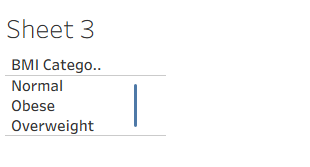 Sheet 3
BMI Catego..
Normal
Obese
Overweight